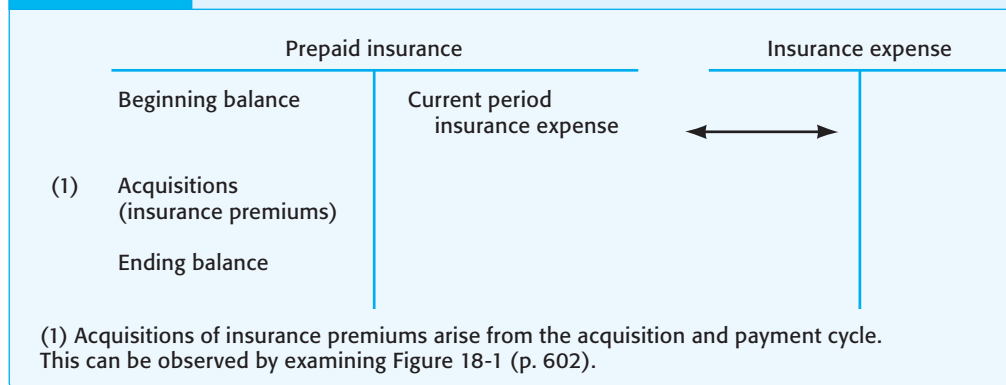 Prepaid insurance
Insurance expense
Beginning balance
Current period
insurance expense
(1) Acquisitions
(insurance premiums)
Ending balance
(1) Acquisitions of insurance premiums arise from the acquisition and payment cycle.
This can be observed by examining Figure 18-1 (p. 602).